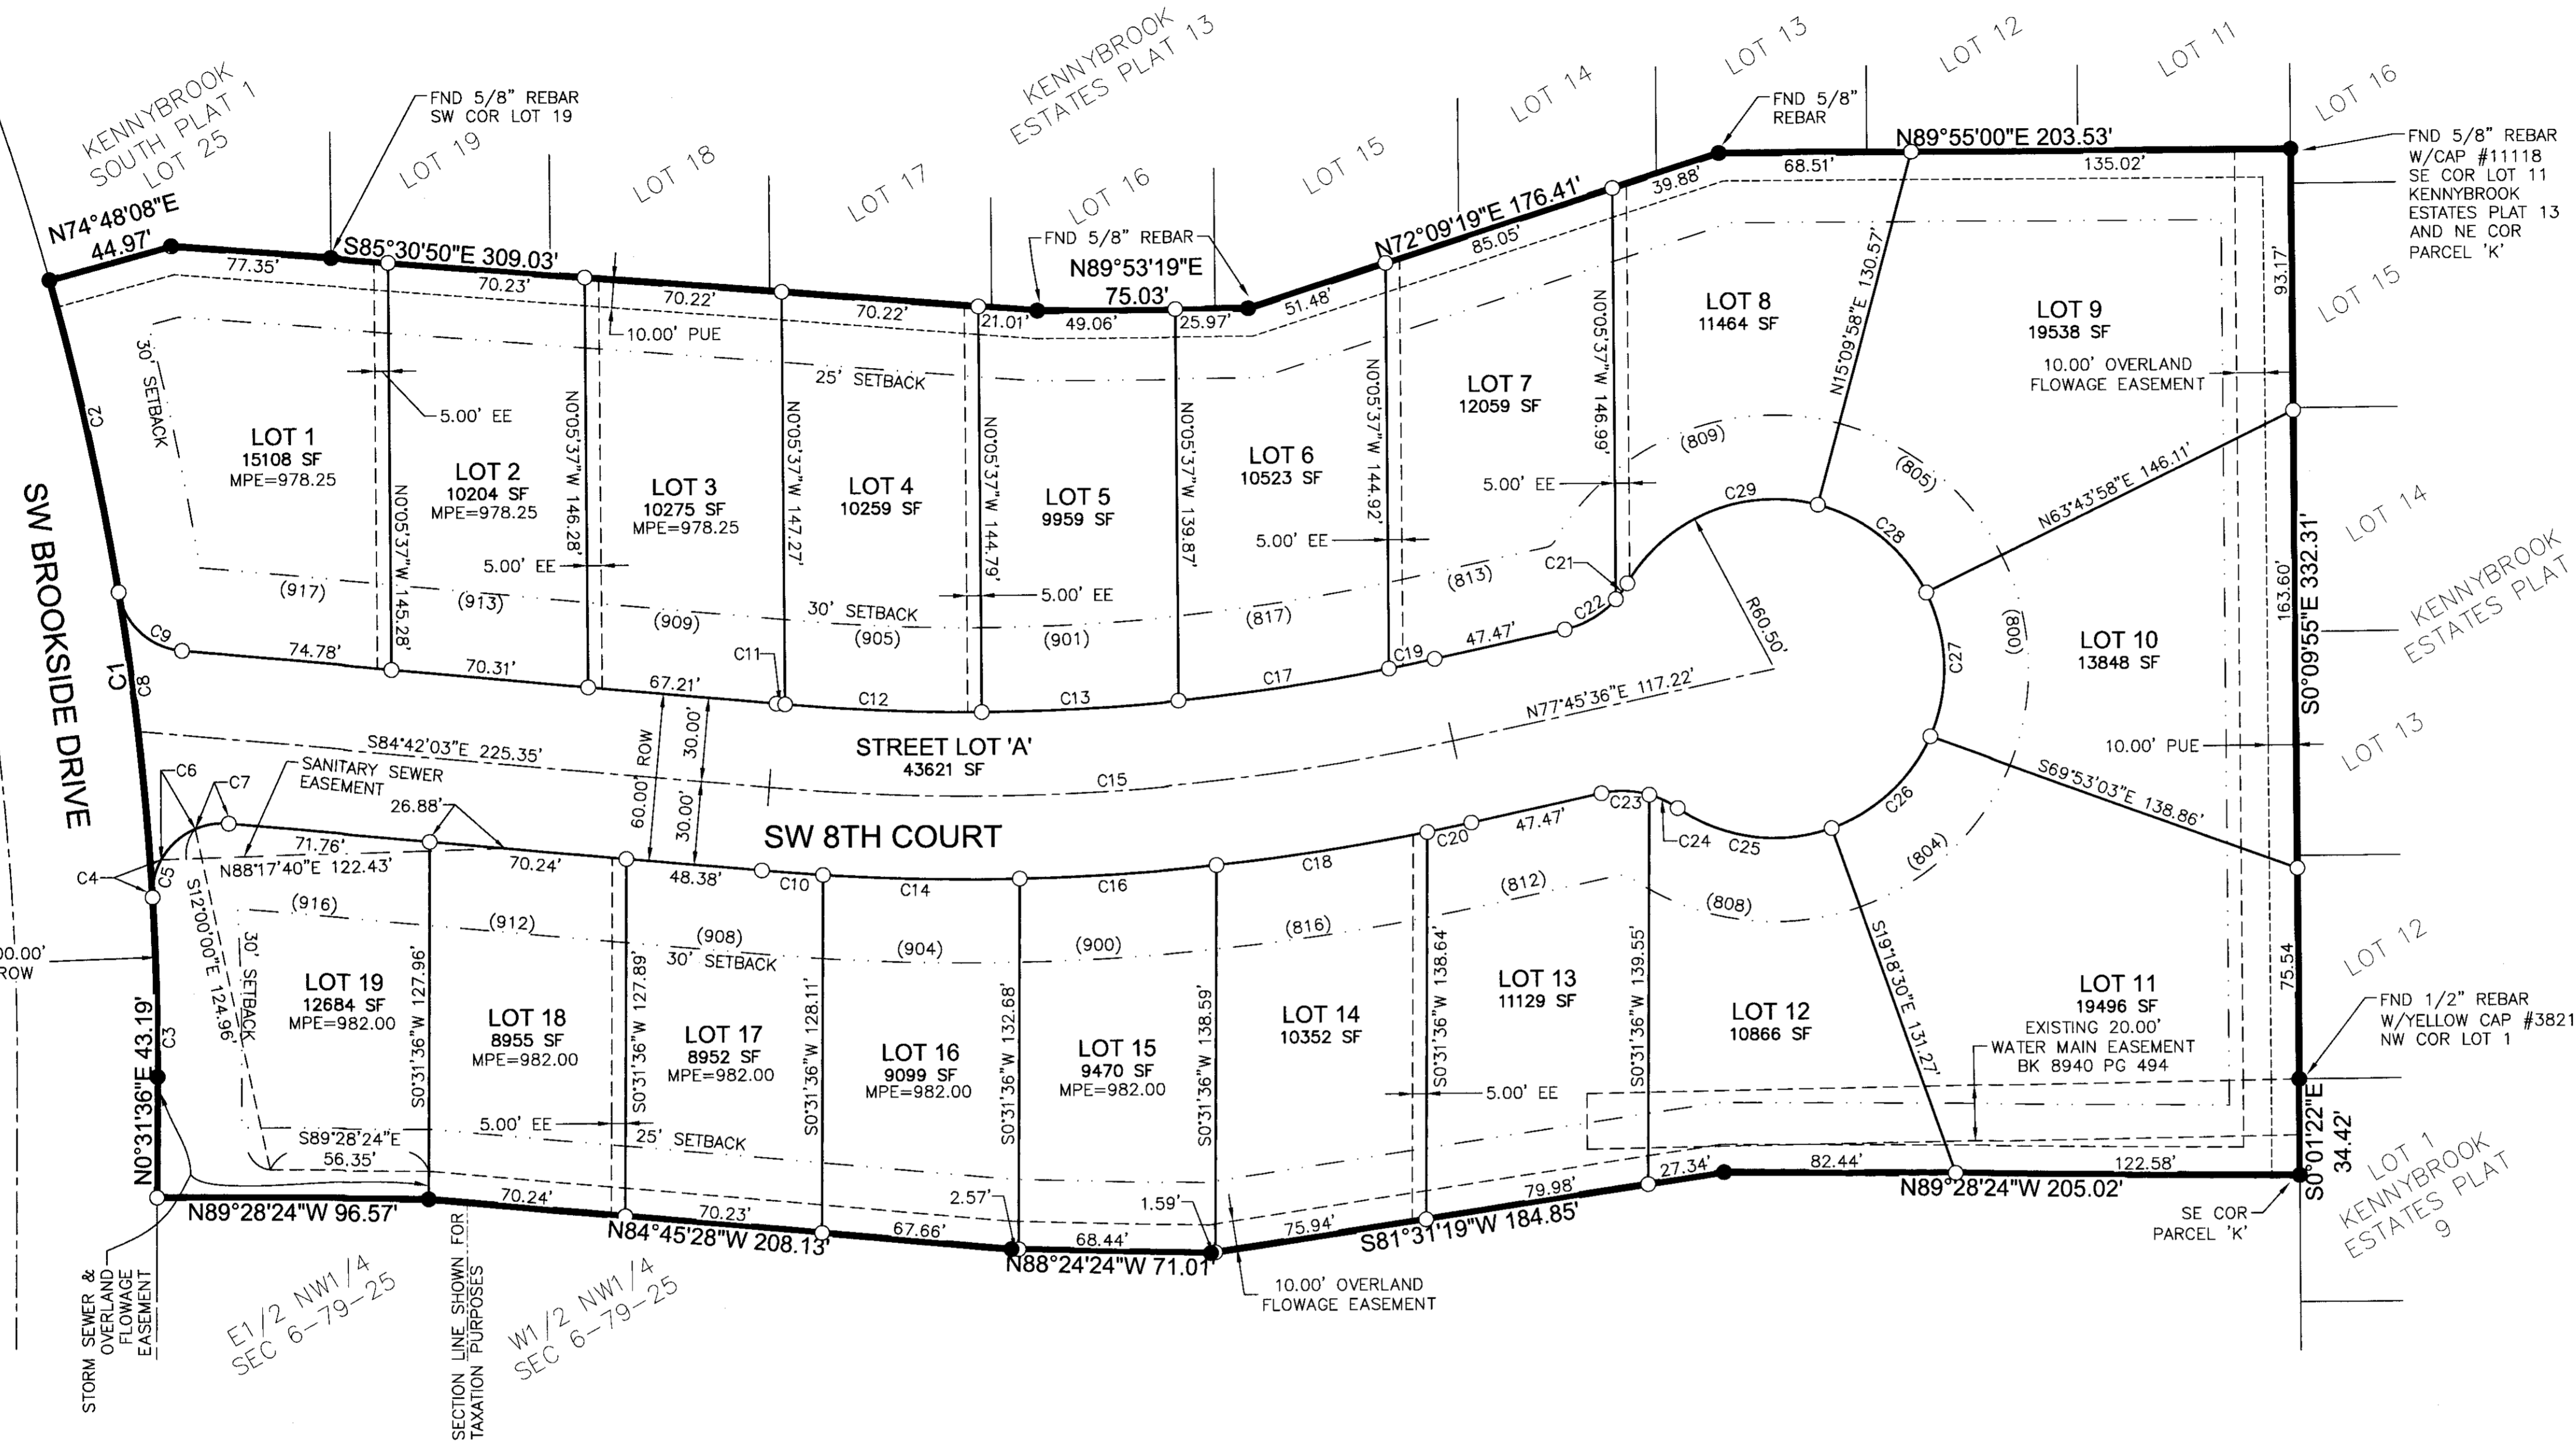 KENNYBROOK
SOUTH PLAT 1
LOT 25
N74°48'08"E
44.97'
FND 5/8" REBAR
SW COR LOT 19
LOT 19
S85°30'50"E 309.03'
77.35'
70.23'
70.22'
70.22'
21.01'
LOT 18
LOT 17
KENNYBROOK
ESTATES PLAT 13
LOT 16
FND 5/8" REBAR
N89°53'19"E
75.03'
49.06'
25.97'
LOT 15
LOT 14
N72°09'19"E 176.41'
51.48'
85.05'
39.88'
LOT 13
FND 5/8"
REBAR
LOT 12
LOT 11
N89°55'00"E 203.53'
68.51'
135.02'
LOT 16
FND 5/8" REBAR
W/CAP #11118
SE COR LOT 11
KENNYBROOK
ESTATES PLAT 13
AND NE COR
PARCEL 'K'
LOT 15
93.17'
10.00' PUE
30' SETBACK
25' SETBACK
5.00' EE
C2
LOT 1
15108 SF
MPE=978.25
N0°05'37"W 145.28'
LOT 2
10204 SF
MPE=978.25
N0°05'37"W 146.28'
5.00' EE
LOT 3
10275 SF
MPE=978.25
N0°05'37"W 147.27'
LOT 4
10259 SF
N0°05'37"W 144.79'
5.00' EE
LOT 5
9959 SF
N0°05'37"W 139.87'
LOT 6
10523 SF
5.00' EE
N0°05'37"W 144.92'
LOT 7
12059 SF
5.00' EE
N0°05'37"W 146.99'
LOT 8
11464 SF
N15°09'58"E 130.57'
LOT 9
19538 SF
10.00' OVERLAND
FLOWAGE EASEMENT
N63°43'58"E 146.11'
LOT 14
KENNYBROOK
ESTATES PLAT
S0°09'55"E 332.31'
163.60'
(917)
(913)
(909)
30' SETBACK
(905)
(901)
(817)
(813)
(809)
(805)
(800)
C9
74.78'
70.31'
67.21'
C11
C12
C13
C17
C19
47.47'
C22
C21
C29
C28
C27
R60.50'
LOT 10
13848 SF
10.00' PUE
LOT 13
SW BROOKSIDE DRIVE
C1
C8
S84°42'03"E 225.35'
60.00' ROW
30.00'
30.00'
STREET LOT 'A'
43621 SF
C15
N77°45'36"E 117.22'
SW 8TH COURT
C6
C7
SANITARY SEWER
EASEMENT
26.88'
C4
C5
71.76'
N88°17'40"E 122.43'
70.24'
48.38'
C10
C14
C16
C18
C20
47.47'
C23
C24
C25
C26
S69°53'03"E 138.86'
(916)
(912)
(908)
30' SETBACK
(904)
(900)
(816)
(812)
(808)
(804)
00.00'
ROW
C3
N0°31'36"E 43.19'
S12°00'00"E 124.96'
30' SETBACK
LOT 19
12684 SF
MPE=982.00
S0°31'36"W 127.96'
LOT 18
8955 SF
MPE=982.00
S0°31'36"W 127.89'
5.00' EE
25' SETBACK
LOT 17
8952 SF
MPE=982.00
S0°31'36"W 128.11'
LOT 16
9099 SF
MPE=982.00
S0°31'36"W 132.68'
LOT 15
9470 SF
MPE=982.00
S0°31'36"W 138.59'
LOT 14
10352 SF
S0°31'36"W 138.64'
5.00' EE
LOT 13
11129 SF
S0°31'36"W 139.55'
LOT 12
10866 SF
S19°18'30"E 131.27'
LOT 11
19496 SF
EXISTING 20.00'
WATER MAIN EASEMENT
BK 8940 PG 494
75.54
LOT 12
FND 1/2" REBAR
W/YELLOW CAP #3821
NW COR LOT 1
S0°01'22"E
34.42'
LOT 1
KENNYBROOK
ESTATES PLAT
9
SE COR
PARCEL 'K'
S89°28'24"E
56.35'
N89°28'24"W 96.57'
70.24'
70.23'
N84°45'28"W 208.13'
67.66'
2.57'
68.44'
1.59'
N88°24'24"W 71.01'
75.94'
79.98'
S81°31'19"W 184.85'
27.34'
82.44'
122.58'
N89°28'24"W 205.02'
10.00' OVERLAND
FLOWAGE EASEMENT
STORM SEWER &
OVERLAND
FLOWAGE
EASEMENT
E1/2 NW1/4
SEC 6-79-25
SECTION LINE SHOWN FOR
TAXATION PURPOSES
W1/2 NW1/4
SEC 6-79-25